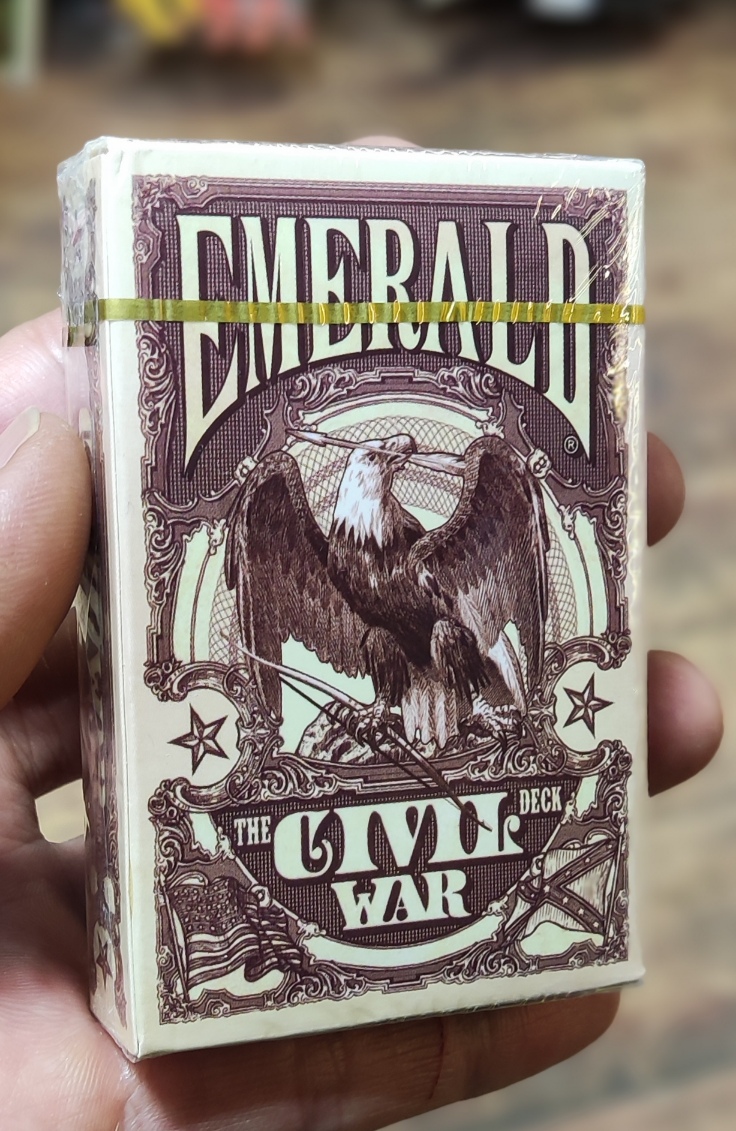 EMERALD
®
THE CIVIL DECK
WAR